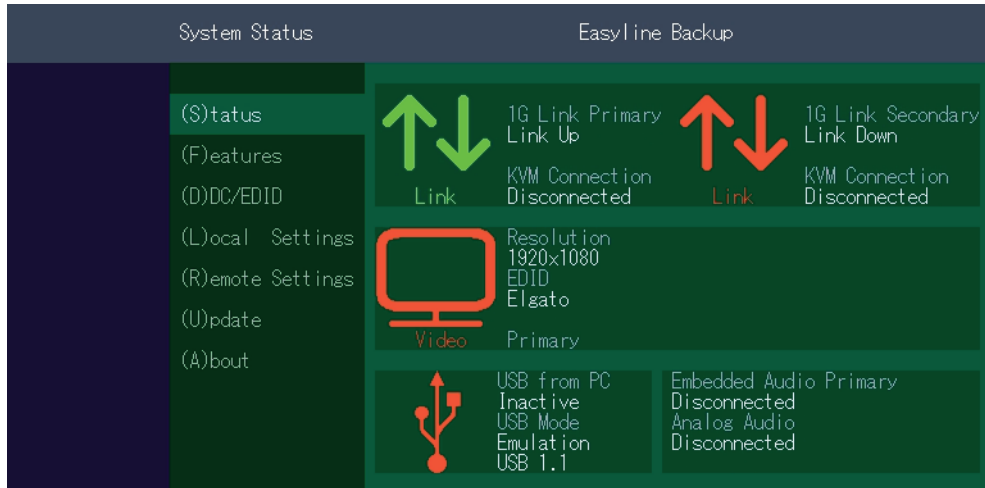 System Status
Easyline Backup
(S)tatus
(F)eatures
(D)DC/EDID
(L)ocal Settings
(R)emote Settings
(U)pdate
(A)bout
1G Link Primary
Link Up
KVM Connection
Disconnected
Link
1G Link Secondary
Link Down
KVM Connection
Disconnected
Link
Resolution
1920x1080
EDID
Elgato
Primary
Video
USB from PC
Inactive
USB Mode
Emulation
USB 1.1
Embedded Audio Primary
Disconnected
Analog Audio
Disconnected